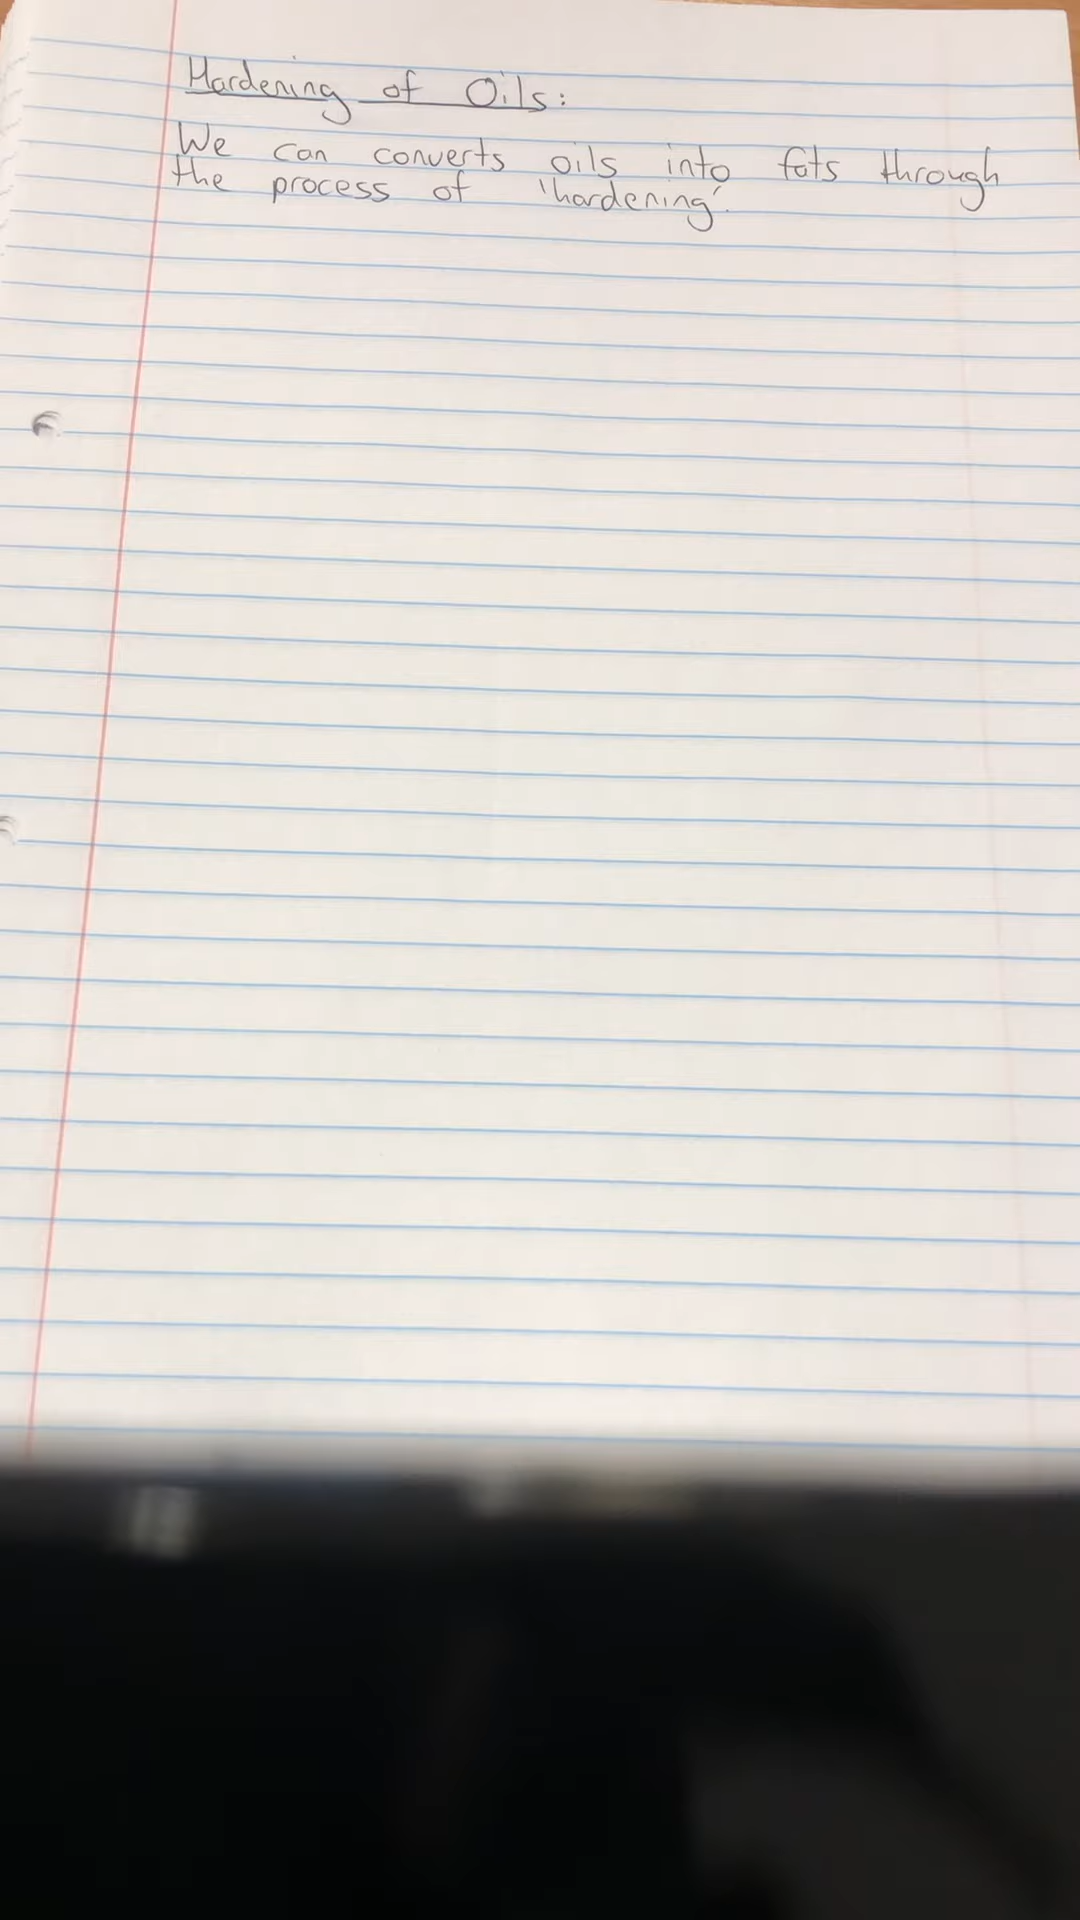 Hardening of Oils:
We can converts oils into fats through
the process of 'hardening'.